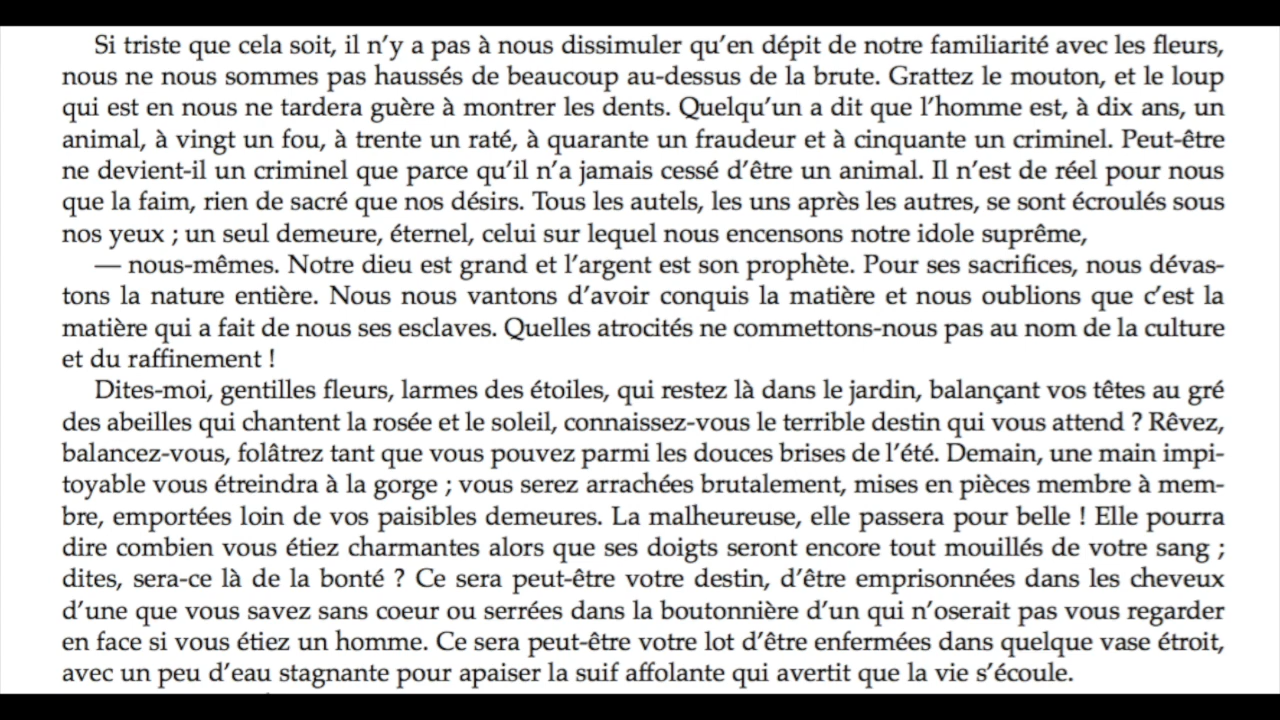 Si triste que cela soit, il n’y a pas à nous dissimuler qu’en dépit de notre familiarité avec les fleurs,
nous ne nous sommes pas haussés de beaucoup au-dessus de la brute. Grattez le mouton, et le loup
qui est en nous ne tardera guère à montrer les dents. Quelqu’un a dit que l’homme est, à dix ans, un
animal, à vingt un fou, à trente un raté, à quarante un fraudeur et à cinquante un criminel. Peut-être
ne devient-il un criminel que parce qu’il n’a jamais cessé d’être un animal. Il n’est de réel pour nous
que la faim, rien de sacré que nos désirs. Tous les autels, les uns après les autres, se sont écroulés sous
nos yeux ; un seul demeure, éternel, celui sur lequel nous encensons notre idole suprême,
— nous-mêmes. Notre dieu est grand et l’argent est son prophète. Pour ses sacrifices, nous dévas-
tons la nature entière. Nous nous vantons d’avoir conquis la matière et nous oublions que c’est la
matière qui a fait de nous ses esclaves. Quelles atrocités ne commettons-nous pas au nom de la culture
et du raffinement !
Dites-moi, gentilles fleurs, larmes des étoiles, qui restez là dans le jardin, balançant vos têtes au gré
des abeilles qui chantent la rosée et le soleil, connaissez-vous le terrible destin qui vous attend ? Rêvez,
balancez-vous, folâtrez tant que vous pouvez parmi les douces brises de l’été. Demain, une main impi-
toyable vous étreindra à la gorge ; vous serez arrachées brutalement, mises en pièces membre à mem-
bre, emportées loin de vos paisibles demeures. La malheureuse, elle passera pour belle ! Elle pourra
dire combien vous étiez charmantes alors que ses doigts seront encore tout mouillés de votre sang ;
dites, sera-ce là de la bonté ? Ce sera peut-être votre destin, d’être emprisonnées dans les cheveux
d’une que vous savez sans coeur ou serrées dans la boutonnière d’un qui n’oserait pas vous regarder
en face si vous étiez un homme. Ce sera peut-être votre lot d’être enfermées dans quelque vase étroit,
avec un peu d’eau stagnante pour apaiser la suif affolante qui avertit que la vie s’écoule.